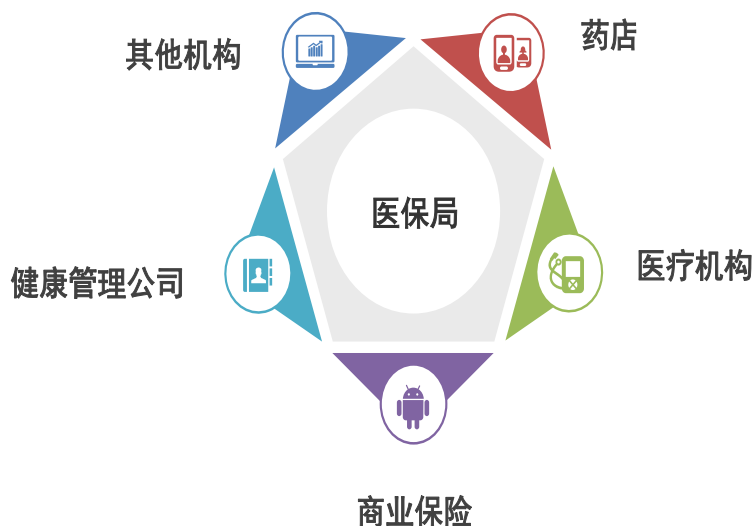 其他机构
药店
医保局
医疗机构
健康管理公司
商业保险